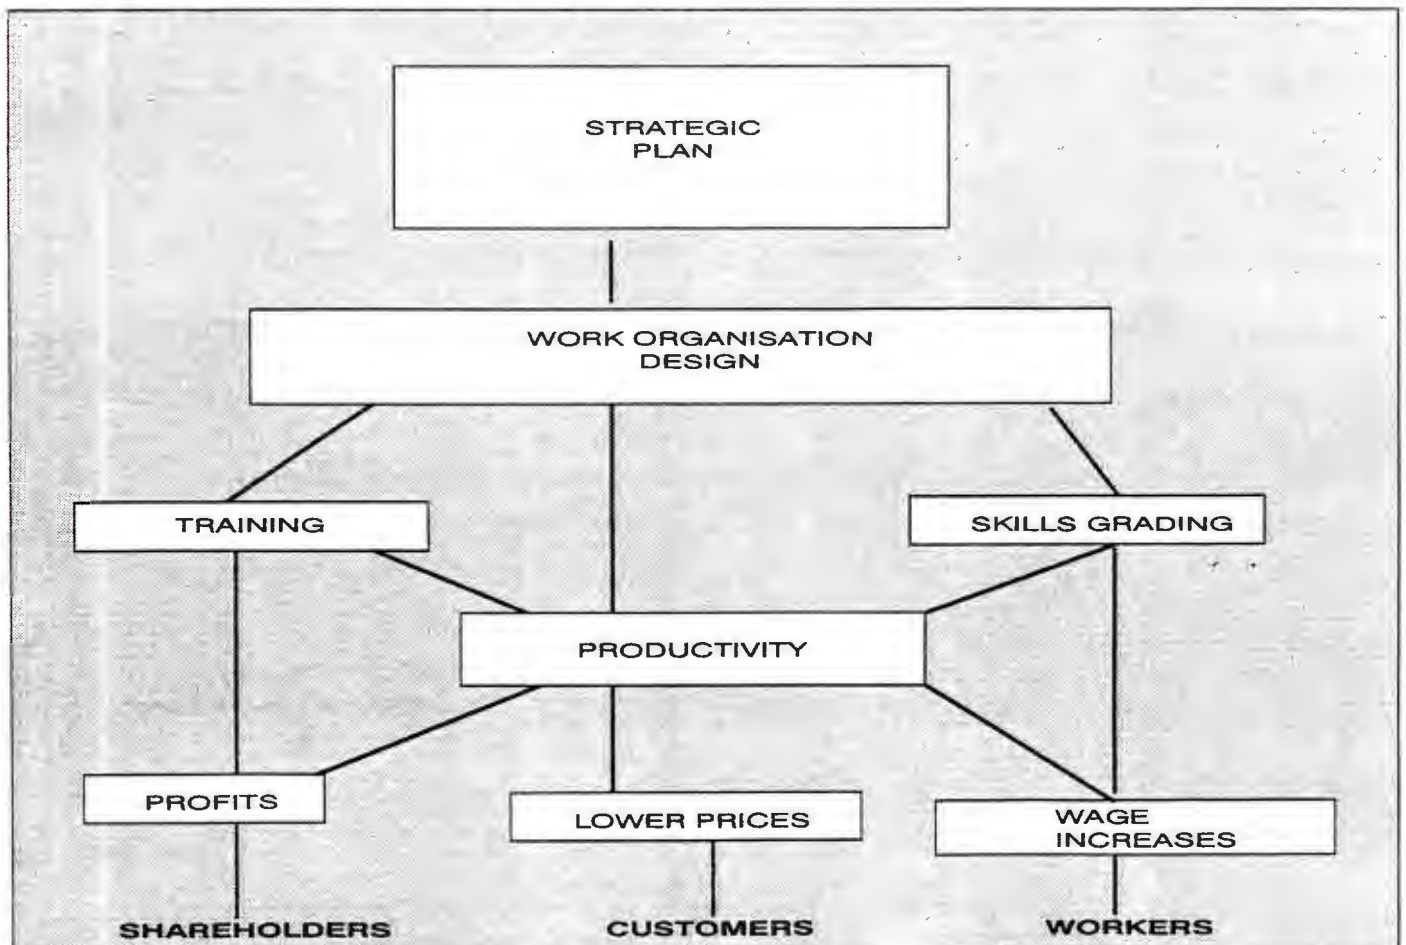 STRATEGIC
PLAN
WORK ORGANISATION
DESIGN
TRAINING
SKILLS GRADING
PRODUCTIVITY
PROFITS
LOWER PRICES
WAGE
INCREASES
SHAREHOLDERS
CUSTOMERS
WORKERS